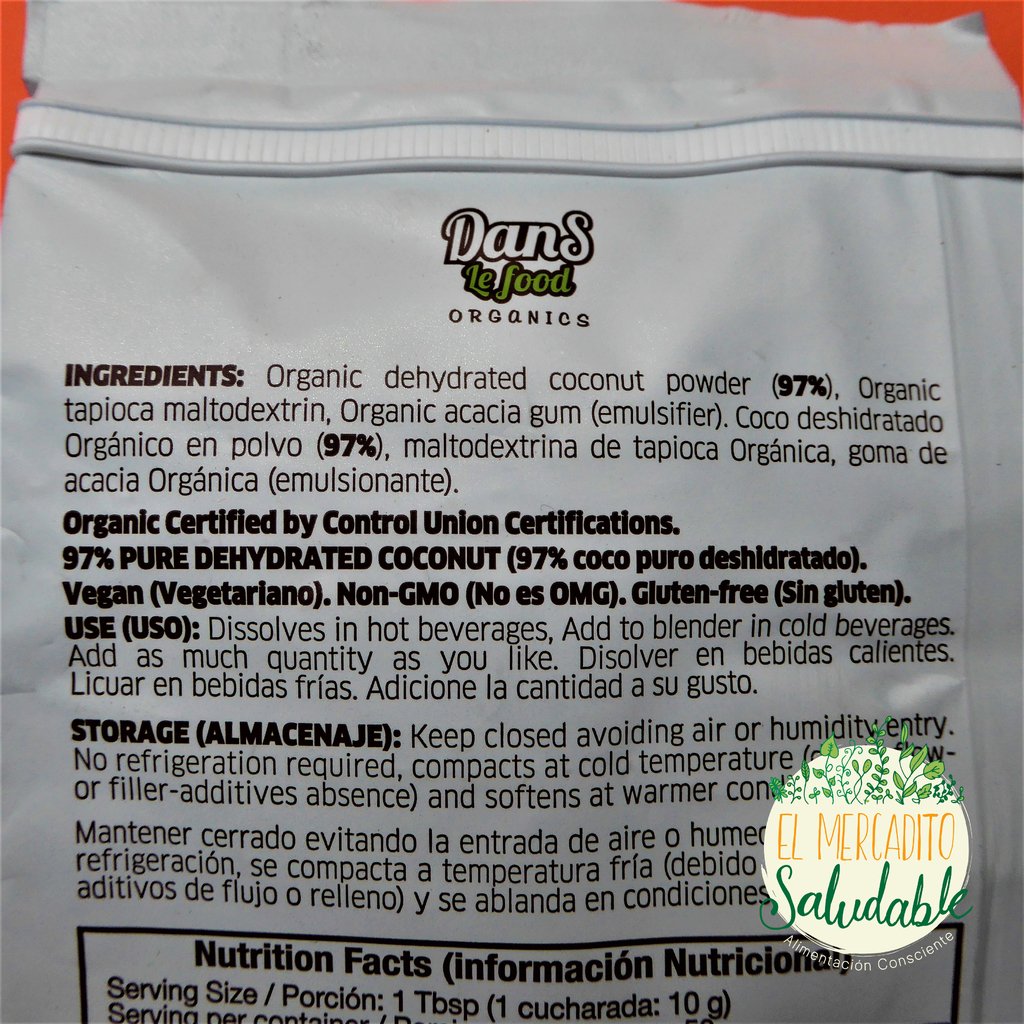 DanS
Le food
ORGANICS
INGREDIENTS: Organic dehydrated coconut powder (97%), Organic
tapioca maltodextrin, Organic acacia gum (emulsifier). Coco deshidratado
Orgánico en polvo (97%), maltodextrina de tapioca Orgánica, goma de
acacia Orgánica (emulsionante).
Organic Certified by Control Union Certifications.
97% PURE DEHYDRATED COCONUT (97% coco puro deshidratado).
Vegan (Vegetariano). Non-GMO (No es OMG). Gluten-free (Sin gluten).
USE (USO): Dissolves in hot beverages, Add to blender in cold beverages.
Add as much quantity as you like. Disolver en bebidas calientes.
Licuar en bebidas frías. Adicione la cantidad a su gusto.
STORAGE (ALMACENAJE): Keep closed avoiding air or humidity entry.
No refrigeration required, compacts at cold temperature
or filler-additives absence) and softens at warmer
Mantener cerrado evitando la entrada de aire o
refrigeración, se compacta a temperatura fría (debido
aditivos de flujo o relleno) y se ablanda en condiciones
EL MERCADITO
Saludable
Alimentación Consciente
Nutrition Facts (información Nutricional)
Serving Size / Porción: 1 Tbsp (1 cucharada: 10 g)
Serving per container /